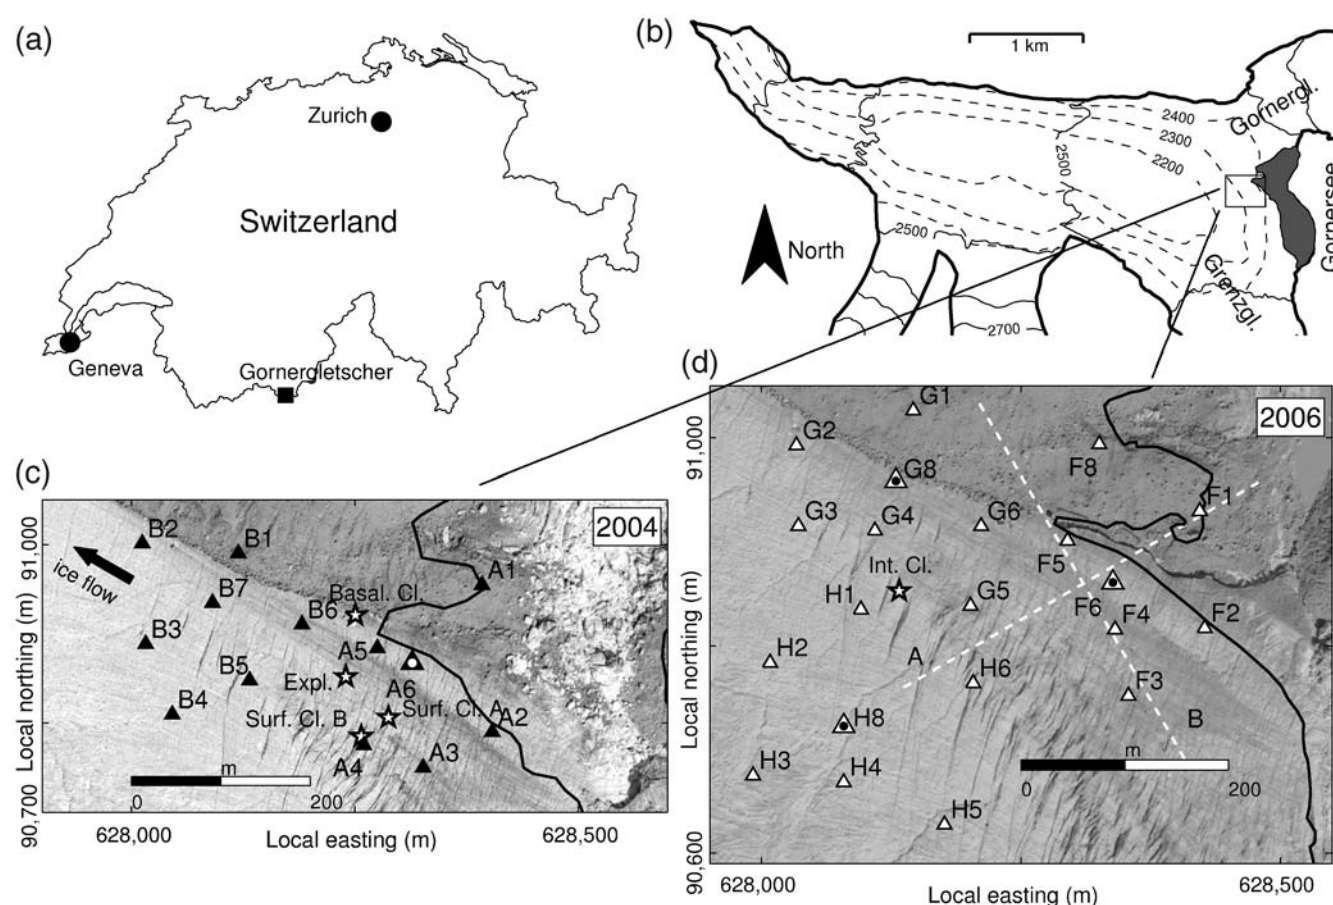 (a)
Zurich
Switzerland
Geneva
Gornergletscher
(b)
1 km
2400
2300
2200
2500
2500
2700
Gornergl.
Gornersee
Grenzgl.
North
(c)
2004
91,000
90,700
Local northing (m)
ice flow
B2
B1
B7
B3
B6
B5
B4
Basal. Cl.
A1
A5
Expl.
A6
Surf. Cl. A
Surf. Cl. B
A2
A4
A3
m
0
200
628,000
Local easting (m)
628,500
(d)
2006
91,000
90,600
Local northing (m)
G1
G2
G8
F8
F1
G3
G4
G6
F5
Int. Cl.
H1
G5
F6
F4
F2
A
H2
H6
F3
B
H8
H3
H4
H5
m
0
200
628,000
Local easting (m)
628,500